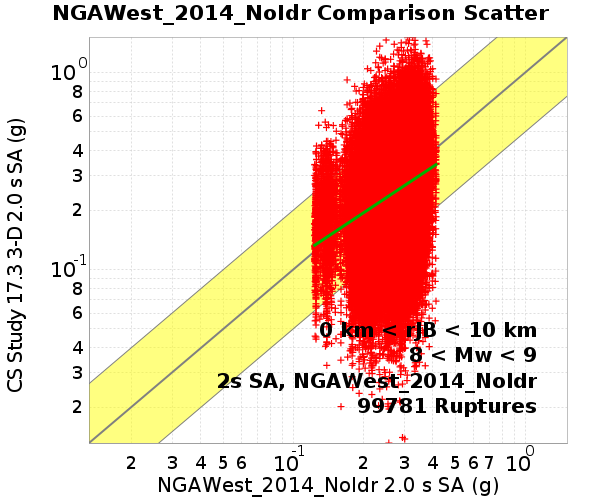 NGAWest_2014_NoIdr Comparison Scatter
CS Study 17.3 3-D 2.0 s SA (g)
10⁰
8
6
4
3
2
10⁻¹
8
6
4
3
2
0 km < rJB < 10 km
8 < Mw < 9
2s SA, NGAWest_2014_NoIdr
99781 Ruptures
2 3 4 5 6 10⁻¹ 2 3 4 5 6 7 10⁰
NGAWest_2014_NoIdr 2.0 s SA (g)